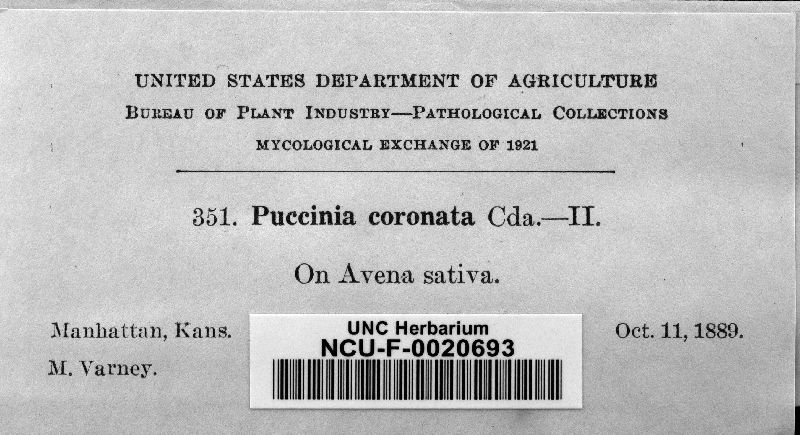 UNITED STATES DEPARTMENT OF AGRICULTURE
BUREAU OF PLANT INDUSTRY—PATHOLOGICAL COLLECTIONS
MYCOLOGICAL EXCHANGE OF 1921
351. Puccinia coronata Cda.—II.
On Avena sativa.
Manhattan, Kans.
Oct. 11, 1889.
M. Varney.
UNC Herbarium
NCU-F-0020693